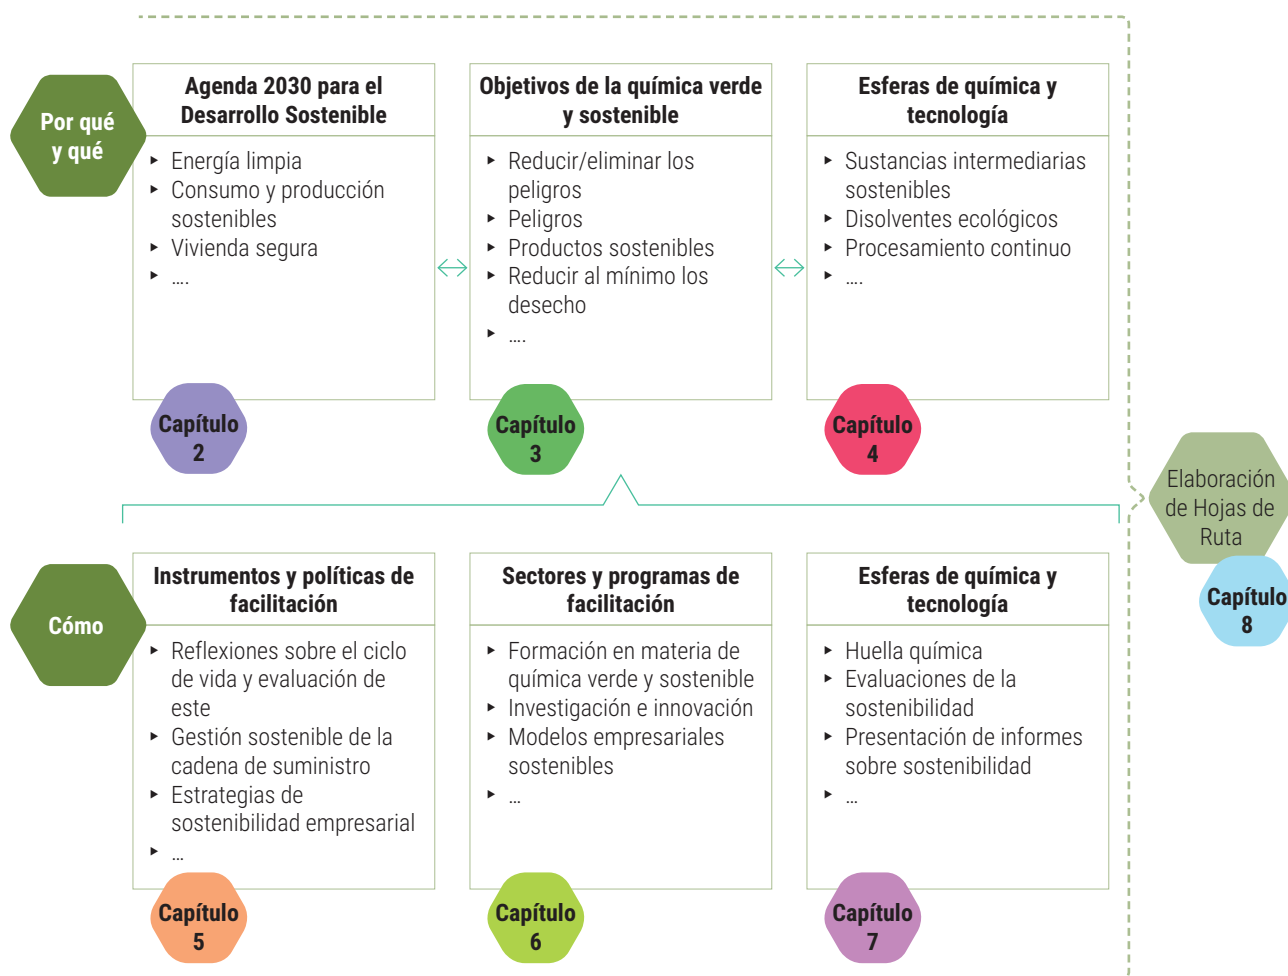 Por qué
y qué
Agenda 2030 para el
Desarrollo Sostenible
▸ Energía limpia
▸ Consumo y producción
sostenibles
▸ Vivienda segura
▸ ....
Capítulo
2
Objetivos de la química verde
y sostenible
▸ Reducir/eliminar los
peligros
▸ Peligros
▸ Productos sostenibles
▸ Reducir al mínimo los
desecho
▸ ....
Capítulo
3
Esferas de química y
tecnología
▸ Sustancias intermediarias
sostenibles
▸ Disolventes ecológicos
▸ Procesamiento continuo
▸ ....
Capítulo
4
Cómo
Instrumentos y políticas de
facilitación
▸ Reflexiones sobre el ciclo
de vida y evaluación de
este
▸ Gestión sostenible de la
cadena de suministro
▸ Estrategias de
sostenibilidad empresarial
▸ ...
Capítulo
5
Sectores y programas de
facilitación
▸ Formación en materia de
química verde y sostenible
▸ Investigación e innovación
▸ Modelos empresariales
sostenibles
▸ ...
Capítulo
6
Esferas de química y
tecnología
▸ Huella química
▸ Evaluaciones de la
sostenibilidad
▸ Presentación de informes
sobre sostenibilidad
▸ ...
Capítulo
7
Elaboración
de Hojas de
Ruta
Capítulo
8